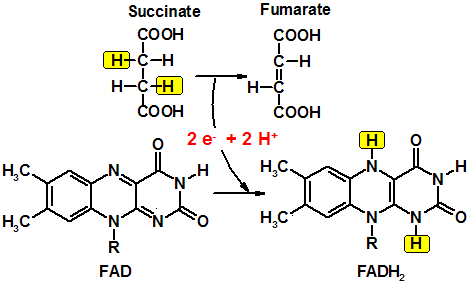 Succinate Fumarate
COOH COOH
H-C-H C-H
H-C-H H-C
COOH COOH
2 e- + 2 H+
H
O O
H₃C N N-H H₃C N N-H
H₃C N N O H₃C N N O
R R H
FAD FADH₂